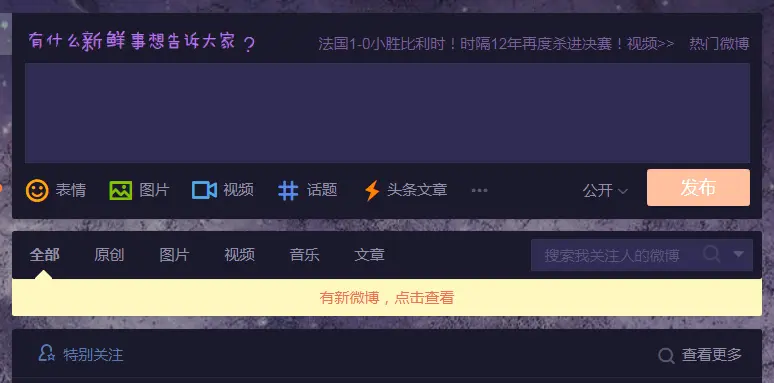 有什么新鲜事想告诉大家?
法国1-0小胜比利时！时隔12年再度杀进决赛！视频>> 热门微博
表情 图片 视频 话题 头条文章 ··· 公开 发布
全部 原创 图片 视频 音乐 文章 搜索我关注人的微博
有新微博，点击查看
特别关注 查看更多